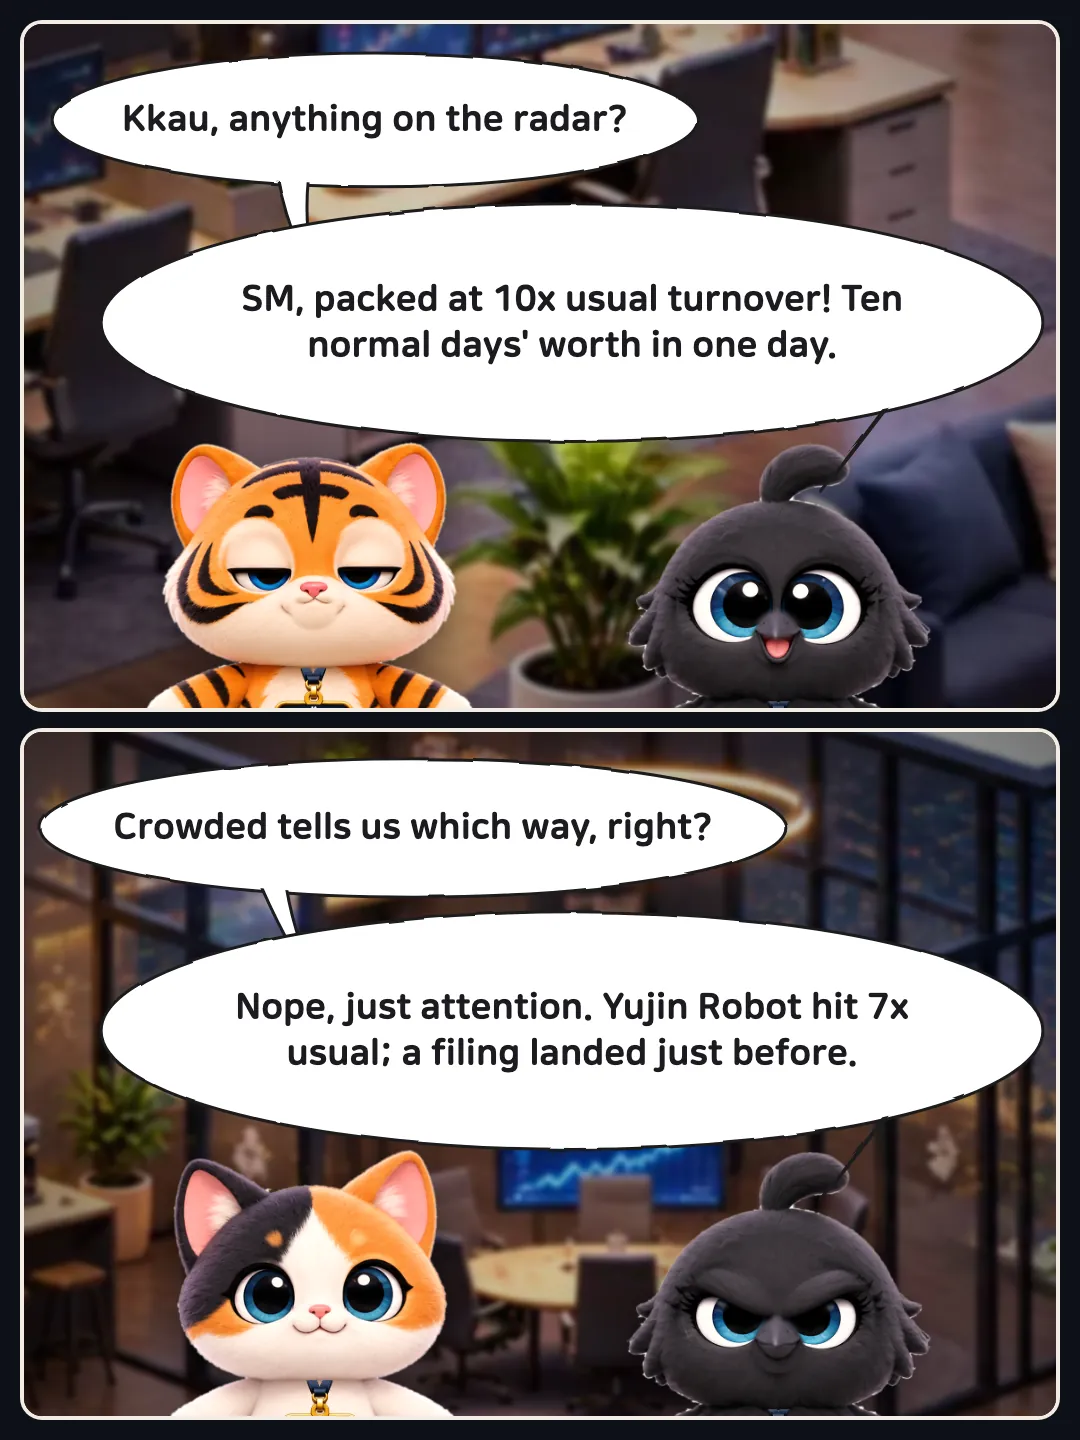 Kkau, anything on the radar?
SM, packed at 10x usual turnover! Ten
normal days' worth in one day.
Crowded tells us which way, right?
Nope, just attention. Yujin Robot hit 7x
usual; a filing landed just before.